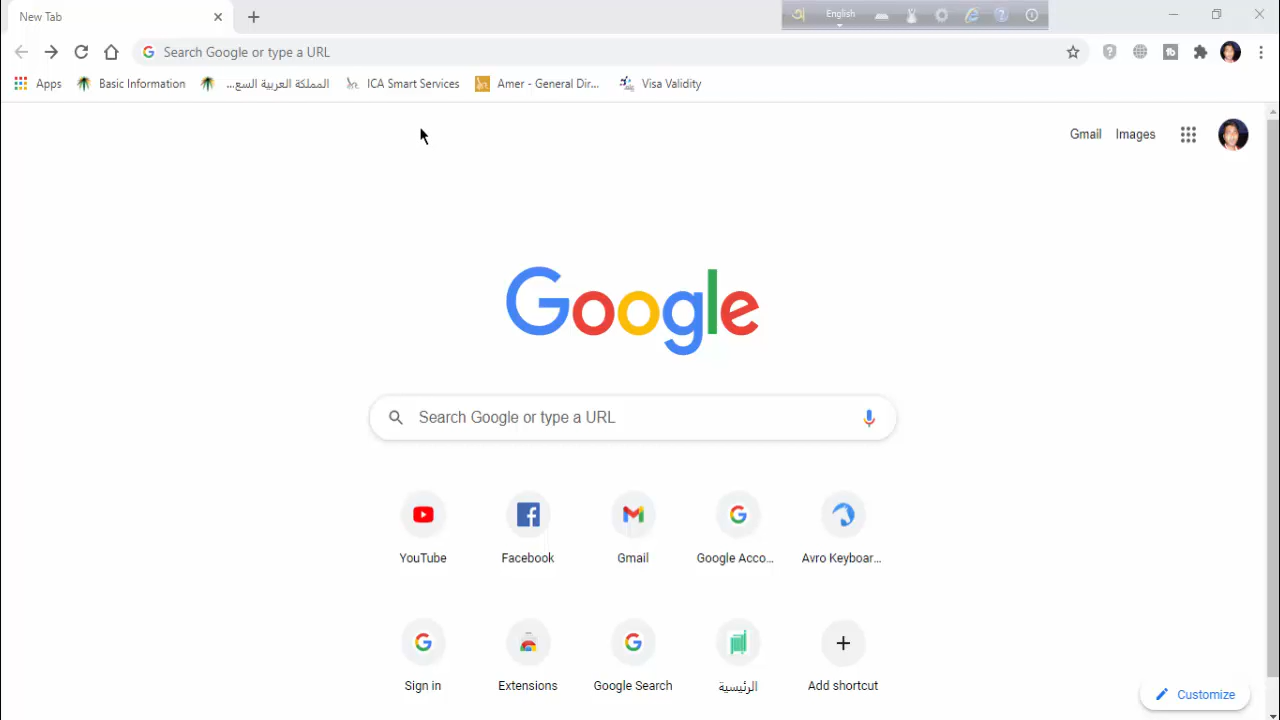 New Tab
English
Search Google or type a URL
Apps
Basic Information
المملكة العربية السع...
ICA Smart Services
Amer - General Dir...
Visa Validity
Gmail
Images
Google
Search Google or type a URL
YouTube
Facebook
Gmail
Google Acco...
Avro Keyboar...
Sign in
Extensions
Google Search
الرئيسية
Add shortcut
Customize